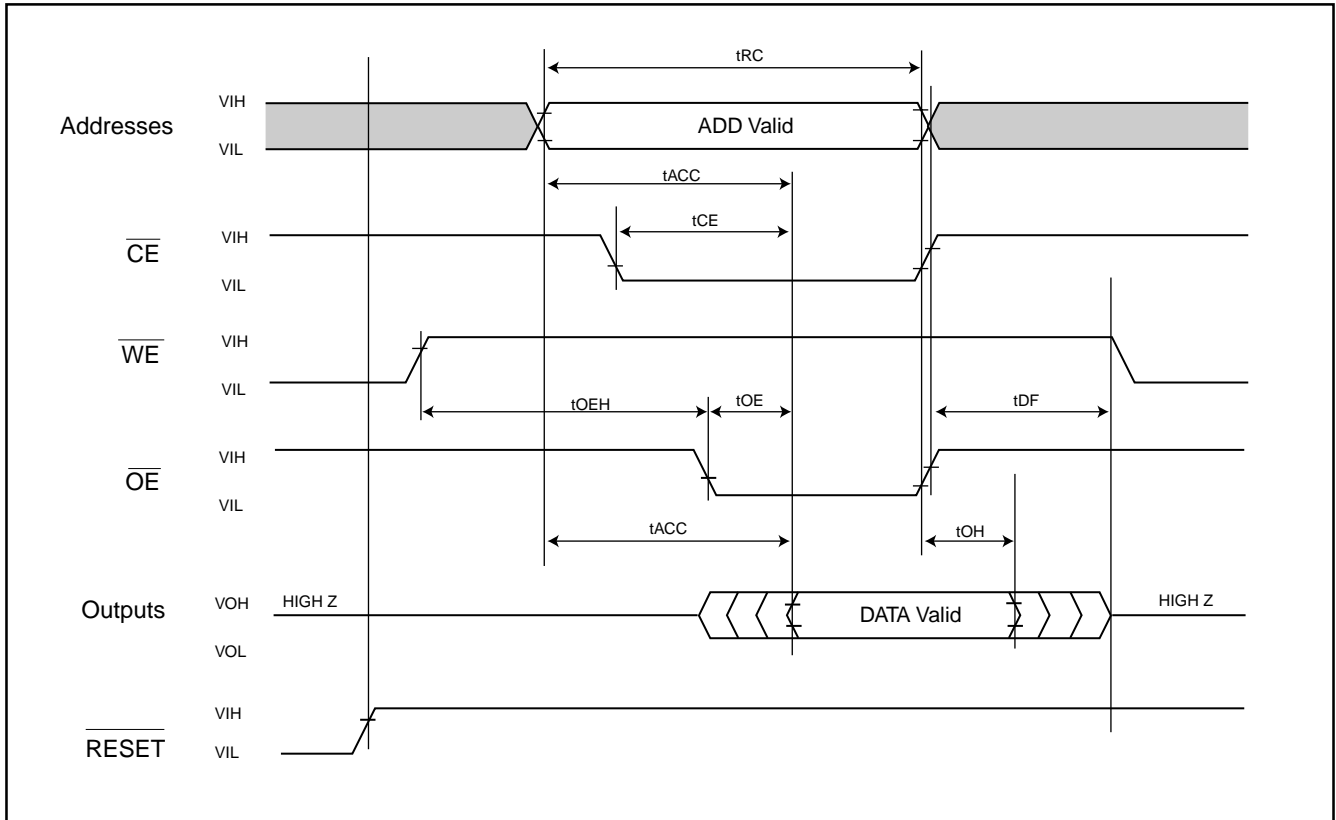 tRC
VIH
Addresses
ADD Valid
VIL
tACC
tCE
VIH
CE
VIL
VIH
WE
VIL
tOEH
tOE
tDF
VIH
OE
VIL
tACC
tOH
VOH
HIGH Z
Outputs
DATA Valid
HIGH Z
VOL
VIH
RESET
VIL